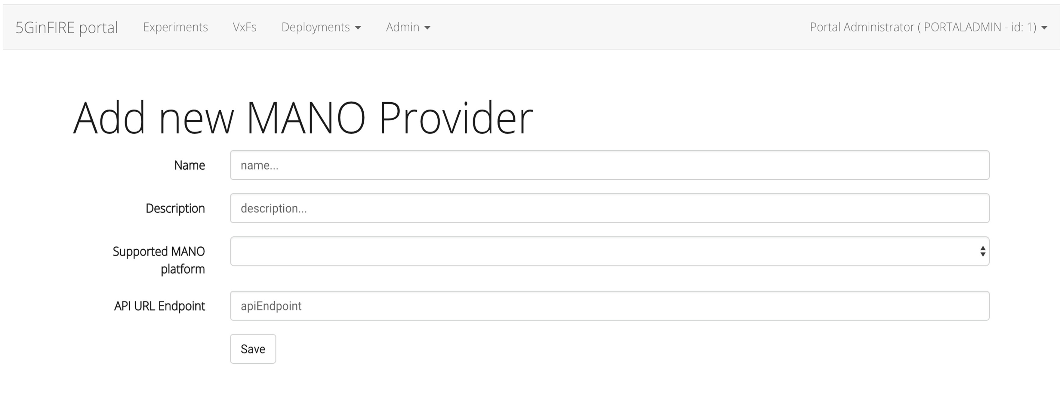 5GinFIRE portal Experiments VxFs Deployments Admin Portal Administrator ( PORTALADMIN - id: 1)
Add new MANO Provider
Name name...
Description description...
Supported MANO
platform
API URL Endpoint apiEndpoint
Save